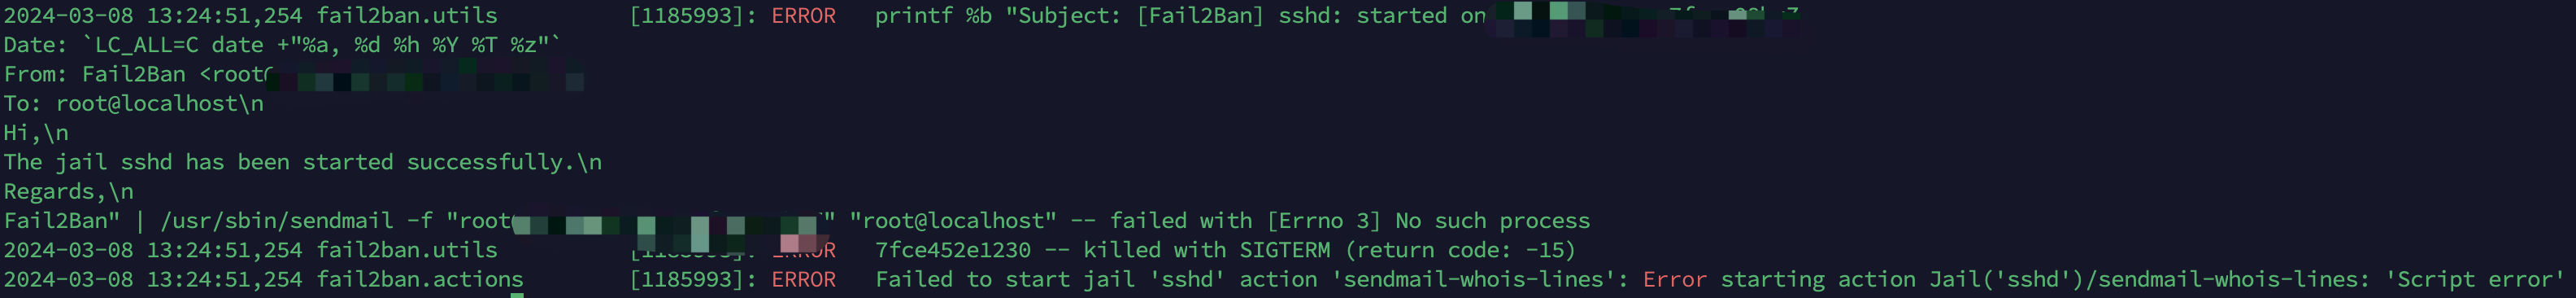 2024-03-08 13:24:51,254 fail2ban.utils [1185993]: ERROR printf %b "Subject: [Fail2Ban] sshd: started on
Date: `LC_ALL=C date +"%a, %d %h %Y %T %z"`
From: Fail2Ban <root@
To: root@localhost\n
Hi,\n
The jail sshd has been started successfully.\n
Regards,\n
Fail2Ban" | /usr/sbin/sendmail -f "root " "root@localhost" -- failed with [Errno 3] No such process
2024-03-08 13:24:51,254 fail2ban.utils ERROR 7fce452e1230 -- killed with SIGTERM (return code: -15)
2024-03-08 13:24:51,254 fail2ban.actions [1185993]: ERROR Failed to start jail 'sshd' action 'sendmail-whois-lines': Error starting action Jail('sshd')/sendmail-whois-lines: 'Script error'